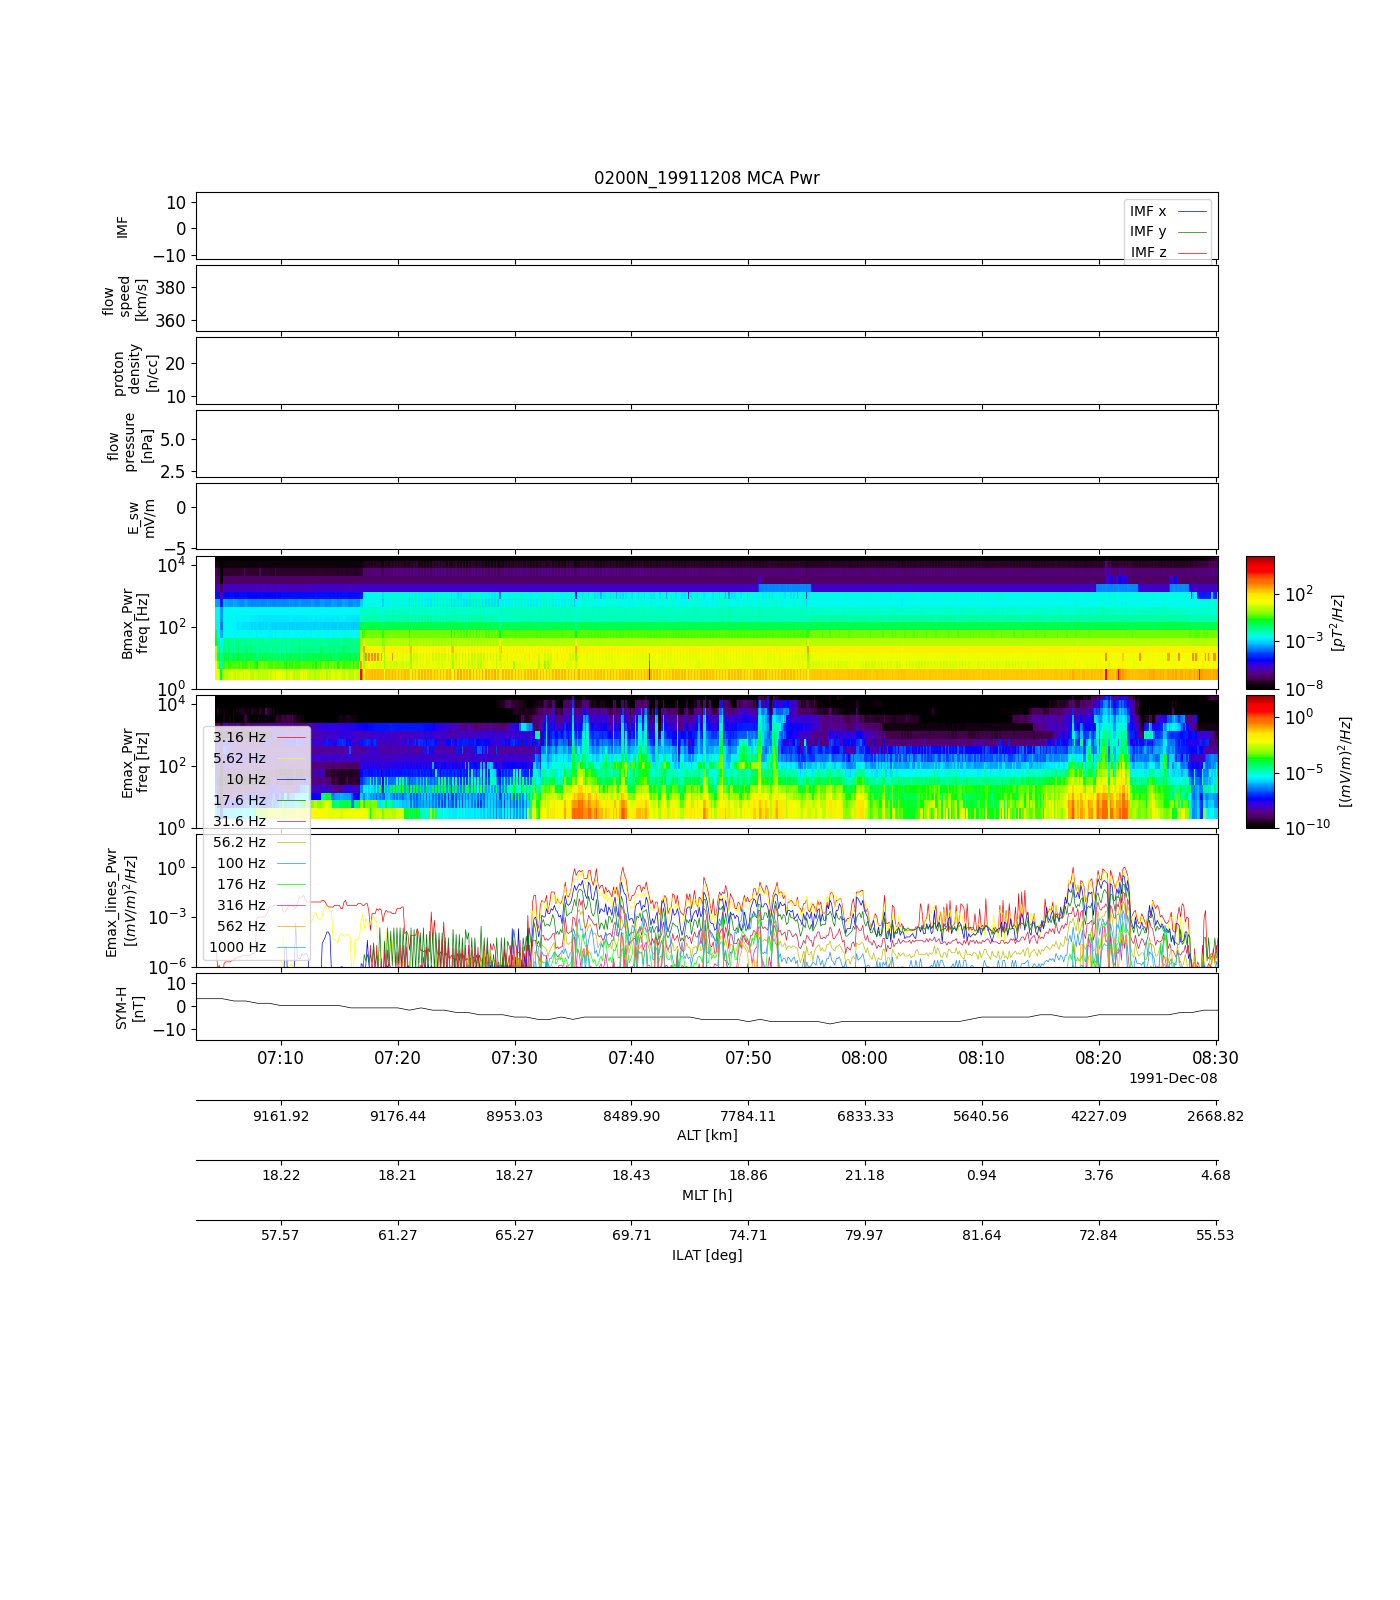 0200N_19911208 MCA Pwr
IMF
10
0
−10
IMF x
IMF y
IMF z
flow
speed
[km/s]
380
360
proton
density
[n/cc]
20
10
flow
pressure
[nPa]
5.0
2.5
E_sw
mV/m
0
−5
Bmax_Pwr
freq [Hz]
10^4
10^2
10^0
10^2
10^−3
10^−8
[pT^2/Hz]
Emax_Pwr
freq [Hz]
10^4
10^2
10^0
10^0
10^−5
10^−10
[(mV/m)^2/Hz]
3.16 Hz
5.62 Hz
10 Hz
17.6 Hz
31.6 Hz
56.2 Hz
100 Hz
176 Hz
316 Hz
562 Hz
1000 Hz
Emax_lines_Pwr
[(mV/m)^2/Hz]
10^0
10^−3
10^−6
SYM-H
[nT]
10
0
−10
07:10 07:20 07:30 07:40 07:50 08:00 08:10 08:20 08:30
1991-Dec-08
9161.92 9176.44 8953.03 8489.90 7784.11 6833.33 5640.56 4227.09 2668.82
ALT [km]
18.22 18.21 18.27 18.43 18.86 21.18 0.94 3.76 4.68
MLT [h]
57.57 61.27 65.27 69.71 74.71 79.97 81.64 72.84 55.53
ILAT [deg]